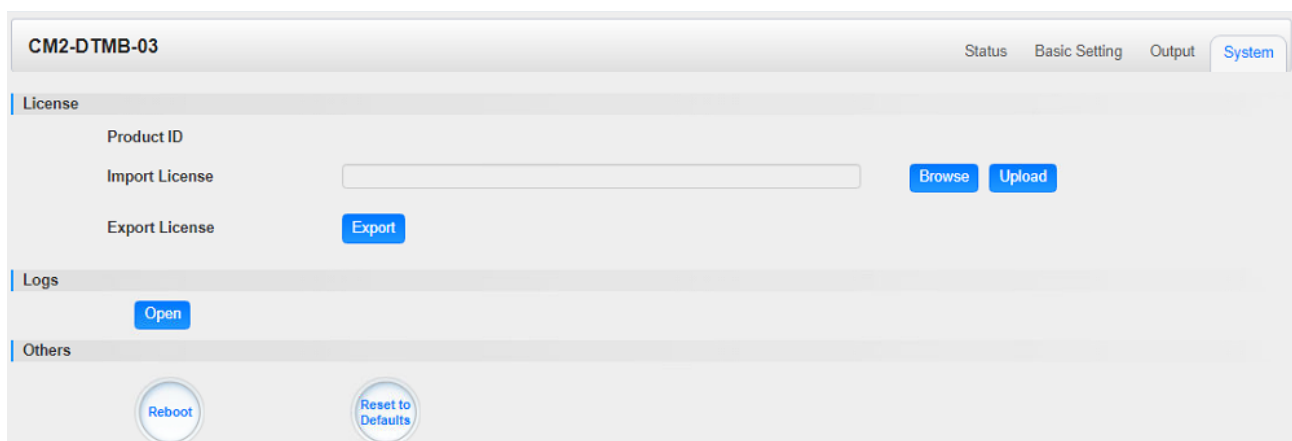 CM2-DTMB-03
Status Basic Setting Output System
License
Product ID
Import License Browse Upload
Export License Export
Logs
Open
Others
Reboot Reset to Defaults